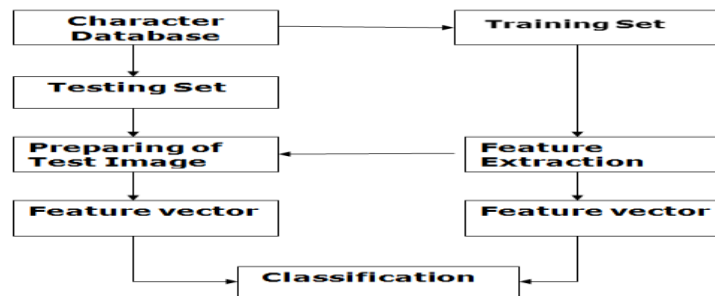 Character
Database
Training Set
Testing Set
Preparing of
Test Image
Feature
Extraction
Feature vector
Feature vector
Classification